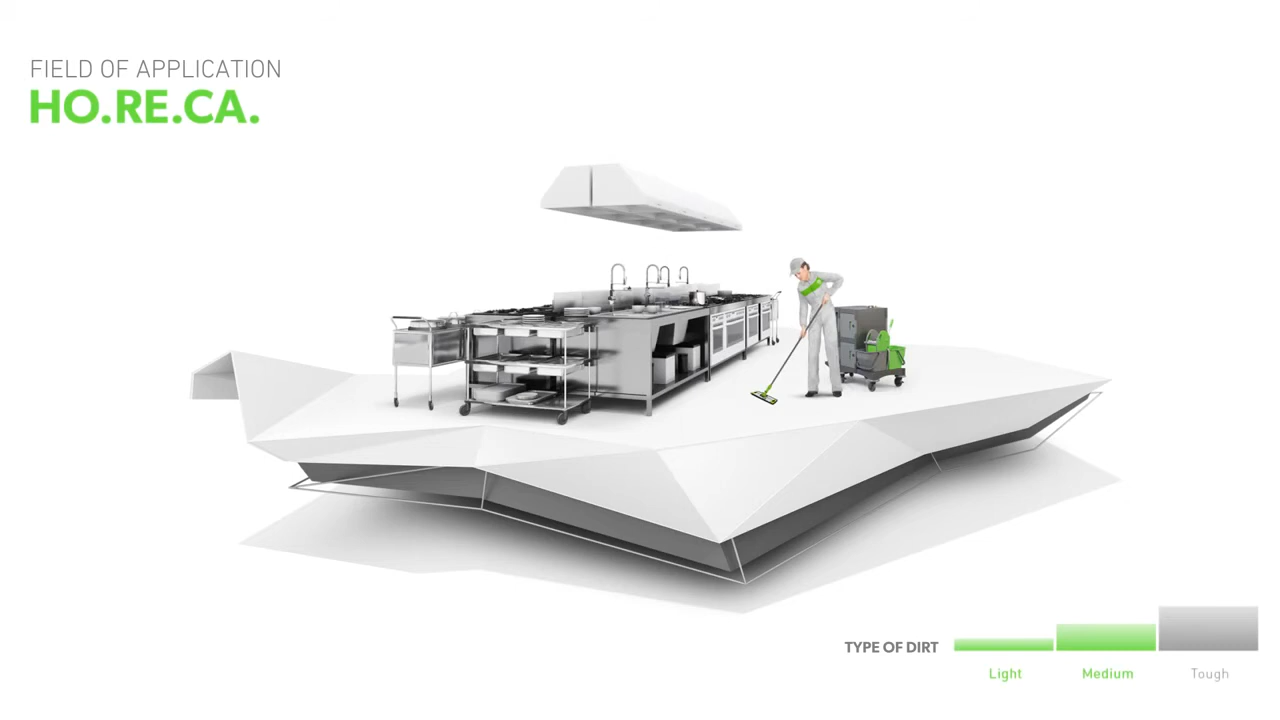 FIELD OF APPLICATION
HO.RE.CA.
TYPE OF DIRT
Light
Medium
Tough